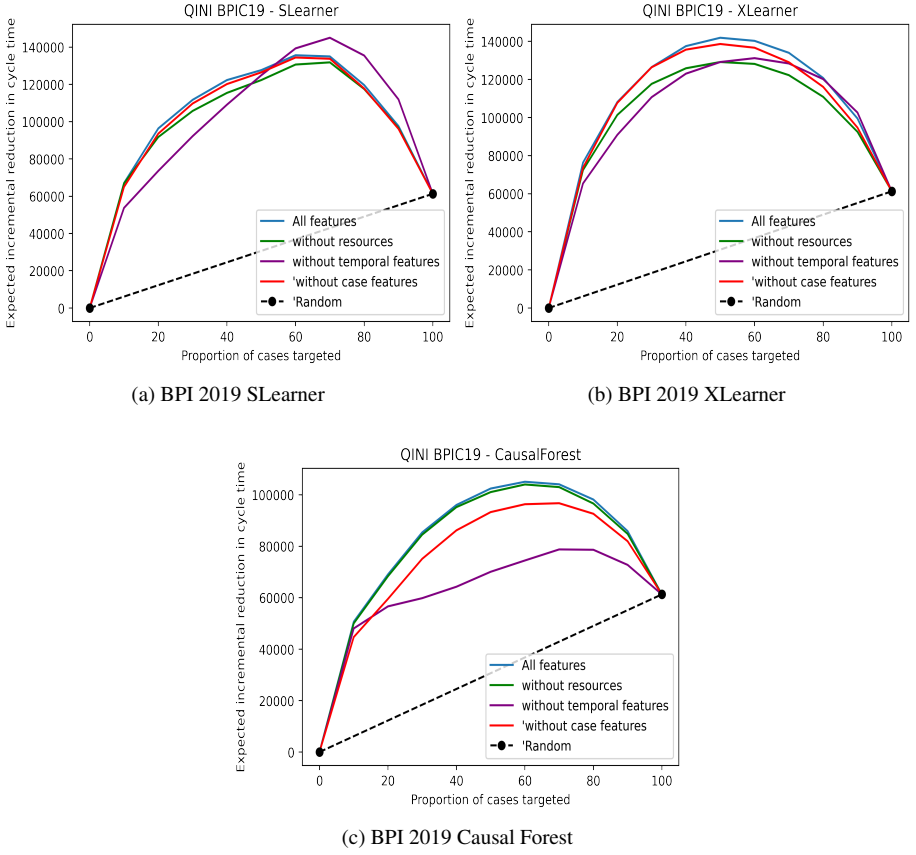 QINI BPIC19 - SLearner
Expected incremental reduction in cycle time
140000
120000
100000
80000
60000
40000
20000
0
All features
without resources
without temporal features
'without case features
'Random
0 20 40 60 80 100
Proportion of cases targeted
(a) BPI 2019 SLearner
QINI BPIC19 - XLearner
Expected incremental reduction in cycle time
140000
120000
100000
80000
60000
40000
20000
0
All features
without resources
without temporal features
'without case features
'Random
0 20 40 60 80 100
Proportion of cases targeted
(b) BPI 2019 XLearner
QINI BPIC19 - CausalForest
Expected incremental reduction in cycle time
100000
80000
60000
40000
20000
0
All features
without resources
without temporal features
'without case features
'Random
0 20 40 60 80 100
Proportion of cases targeted
(c) BPI 2019 Causal Forest